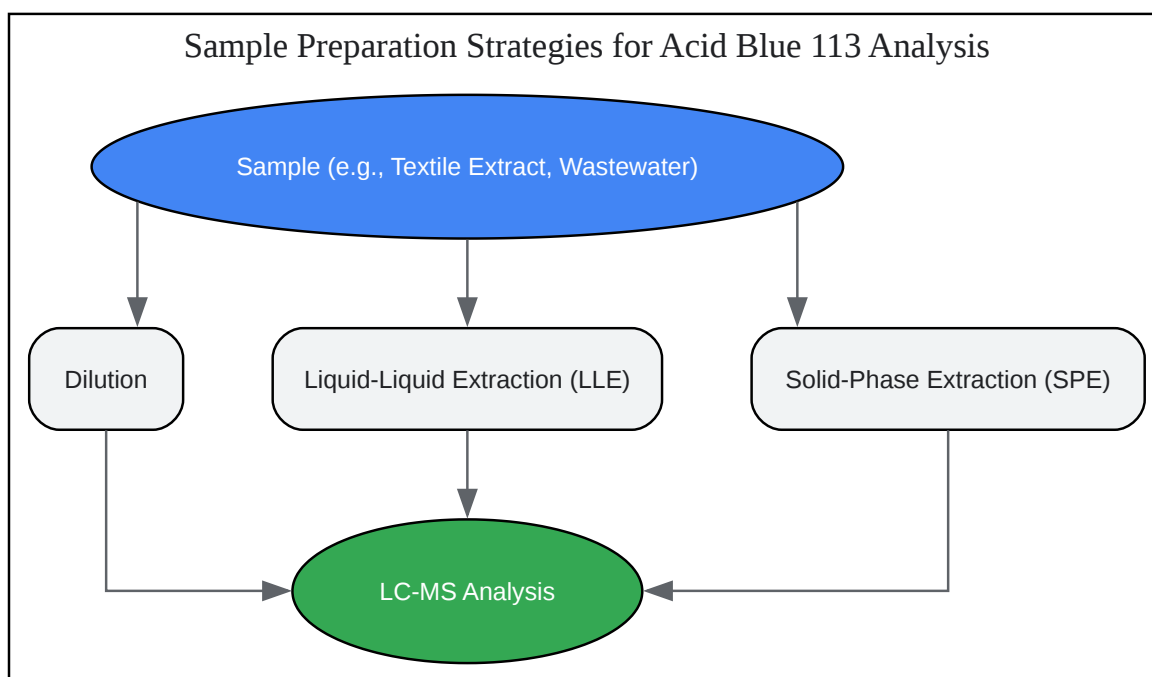 Sample Preparation Strategies for Acid Blue 113 Analysis
Sample (e.g., Textile Extract, Wastewater)
Dilution
Liquid-Liquid Extraction (LLE)
Solid-Phase Extraction (SPE)
LC-MS Analysis